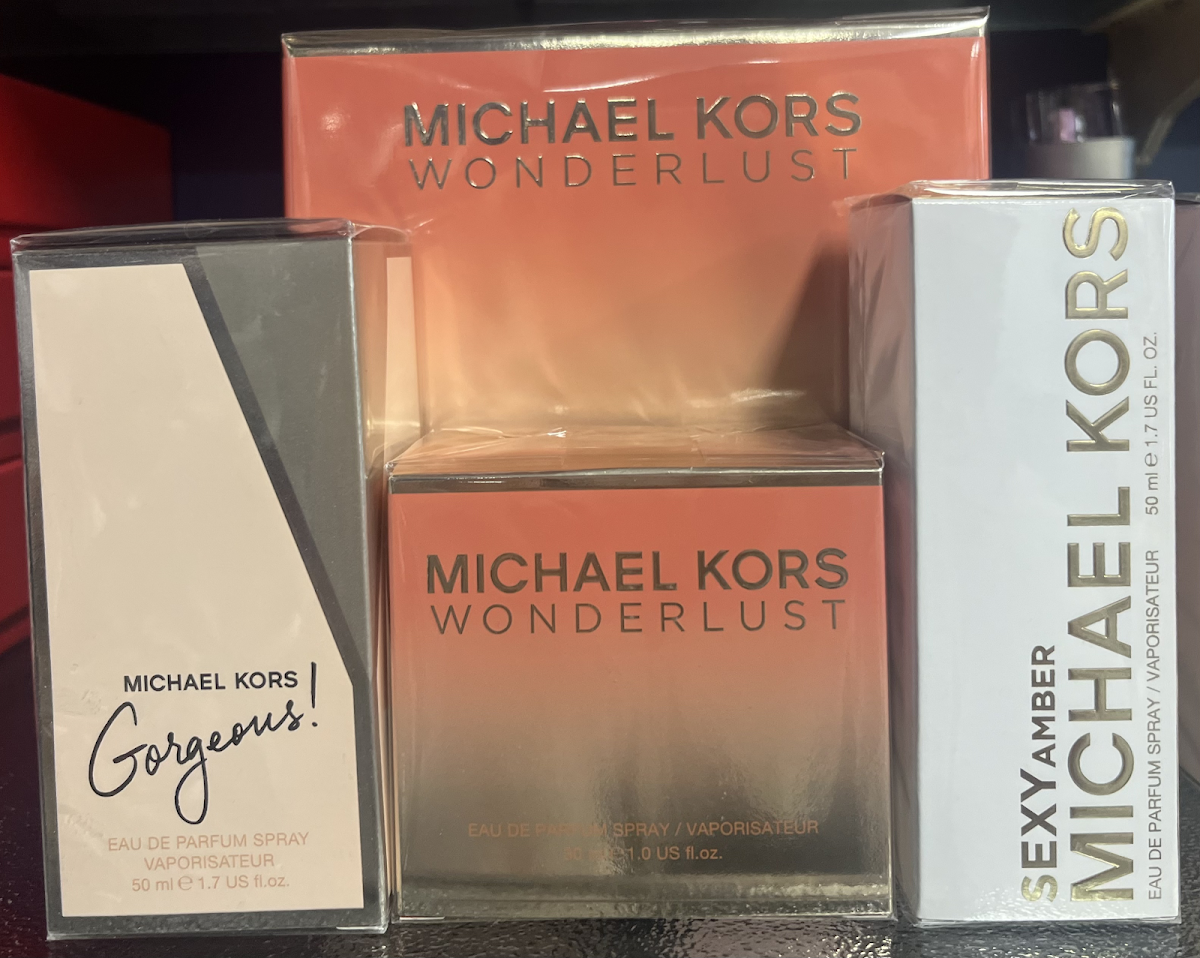 MICHAEL KORS
WONDERLUST
MICHAEL KORS
Gorgeous!
EAU DE PARFUM SPRAY
VAPORISATEUR
50 ml ℮ 1.7 US fl.oz.
MICHAEL KORS
WONDERLUST
EAU DE PARFUM SPRAY / VAPORISATEUR
1.0 US fl.oz.
SEXY AMBER
MICHAEL KORS
EAU DE PARFUM SPRAY / VAPORISATEUR 50 ml ℮ 1.7 US FL. OZ.